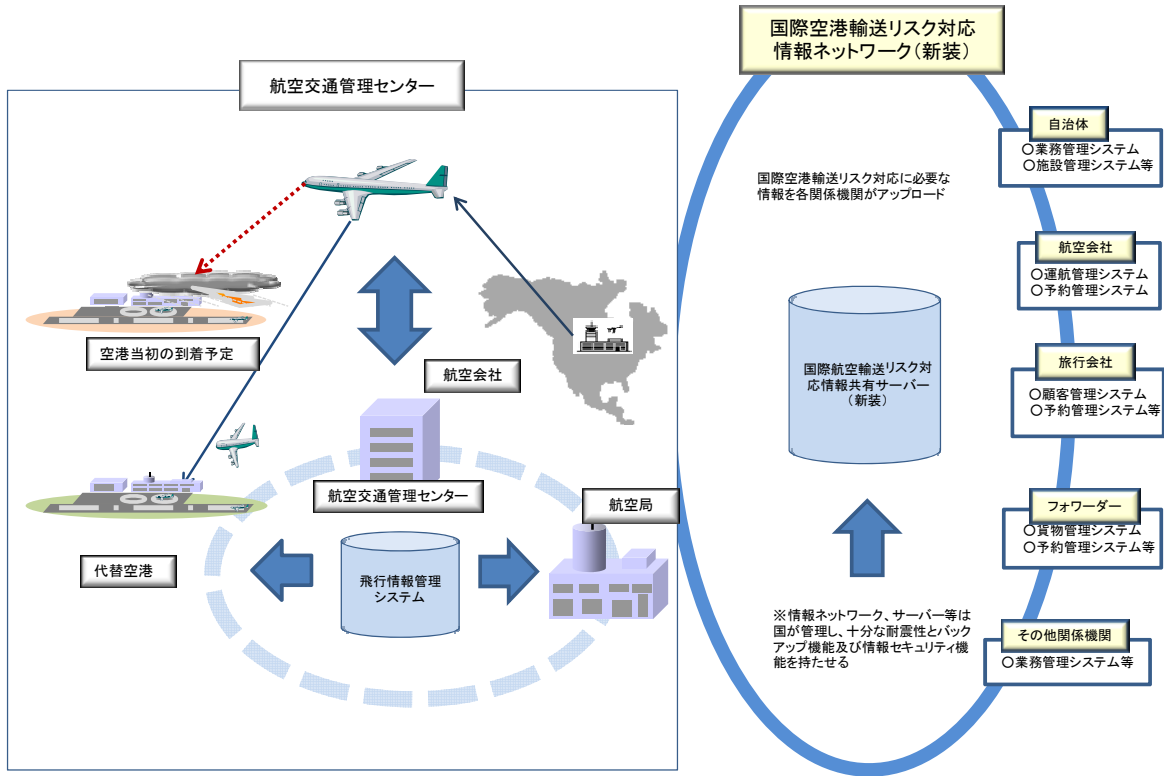 航空交通管理センター
空港当初の到着予定
航空会社
航空交通管理センター
航空局
代替空港
飛行情報管理
システム
国際空港輸送リスク対応
情報ネットワーク(新装)
国際空港輸送リスク対応に必要な
情報を各関係機関がアップロード
国際航空輸送リスク対
応情報共有サーバー
(新装)
※情報ネットワーク、サーバー等は
国が管理し、十分な耐震性とバック
アップ機能及び情報セキュリティ機
能を持たせる
自治体
○業務管理システム
○施設管理システム等
航空会社
○運航管理システム
○予約管理システム
旅行会社
○顧客管理システム
○予約管理システム等
フォワーダー
○貨物管理システム
○予約管理システム等
その他関係機関
○業務管理システム等